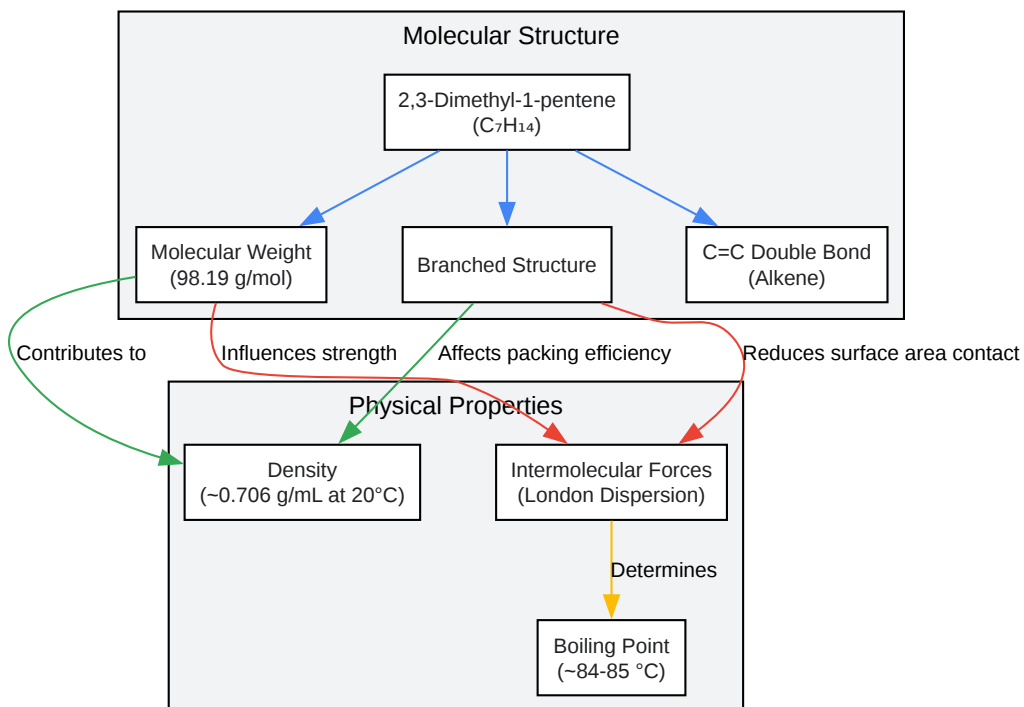 Molecular Structure
2,3-Dimethyl-1-pentene
(C₇H₁₄)
Molecular Weight
(98.19 g/mol)
Branched Structure
C=C Double Bond
(Alkene)
Contributes to
Influences strength
Affects packing efficiency
Reduces surface area contact
Physical Properties
Density
(~0.706 g/mL at 20°C)
Intermolecular Forces
(London Dispersion)
Determines
Boiling Point
(~84-85 °C)